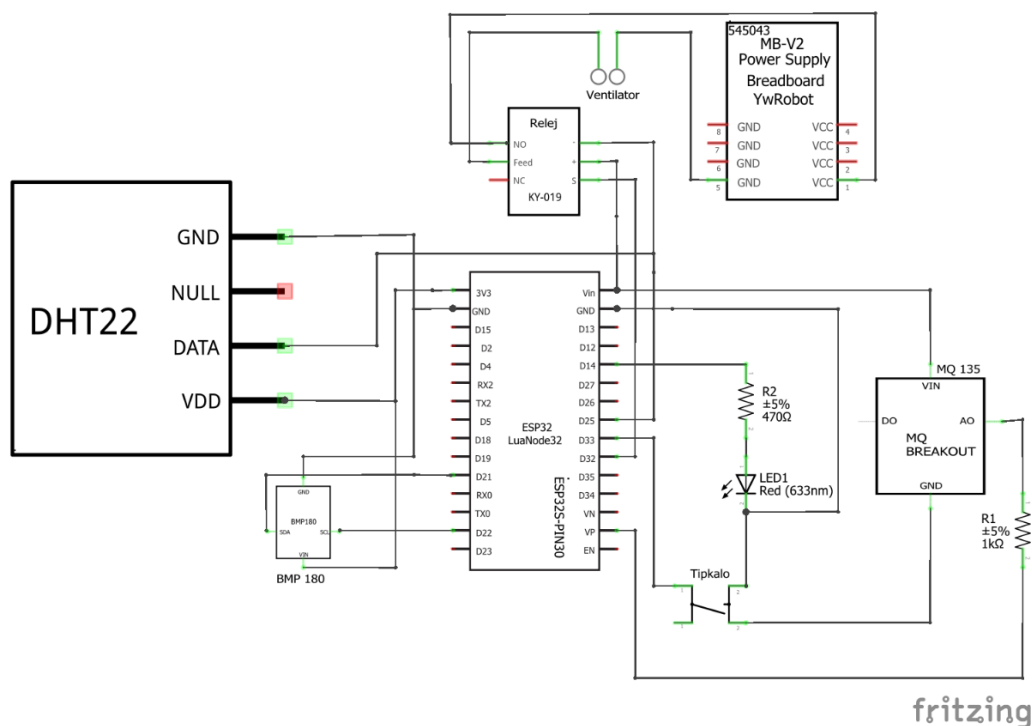 545043
MB-V2
Power Supply
Breadboard
YwRobot
8 GND VCC 4
7 GND VCC 3
6 GND VCC 2
5 GND VCC 1
Ventilator
Relej
NO -
Feed +
NC S
KY-019
DHT22
GND
NULL
DATA
VDD
3V3 Vin
GND GND
D15 D13
D2 D12
D4 D14
RX2 D27
TX2 D26
D5 D25
D18 D33
D19 D32
D21 D35
RX0 D34
TX0 VN
D22 VP
D23 EN
ESP32
LuaNode32
ESP32S-PIN30
GND
BMP180
SDA SCL
VIN
BMP 180
R2
±5%
470Ω
LED1
Red (633nm)
Tipkalo
1 2
1 2
MQ 135
VIN
DO AO
MQ
BREAKOUT
GND
R1
±5%
1kΩ
fritzing